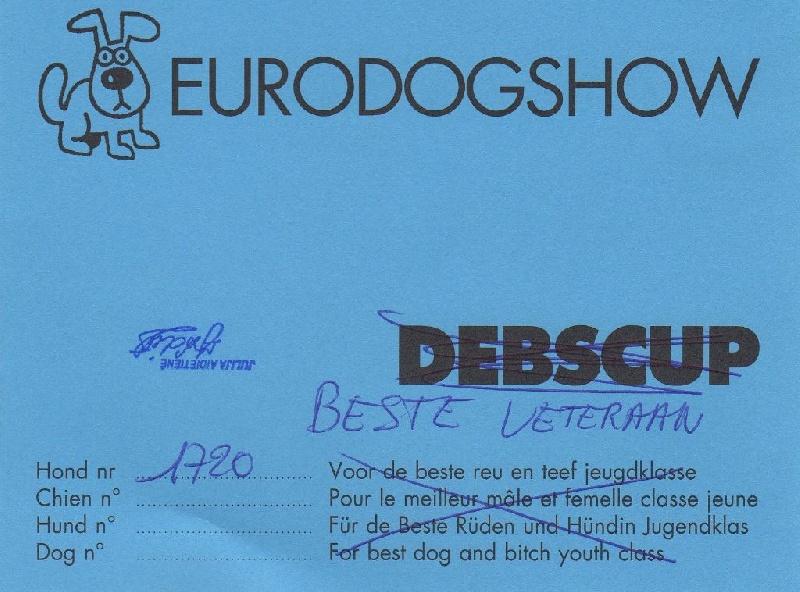 EURODOGSHOW
DEBSCUP
JULIJA AIDIETIENĖ
BESTE VETERAAN
Hond nr 1720 Voor de beste reu en teef jeugdklasse
Chien n° Pour le meilleur mâle et femelle classe jeune
Hund n° Für de Beste Rüden und Hündin Jugendklas
Dog n° For best dog and bitch youth class